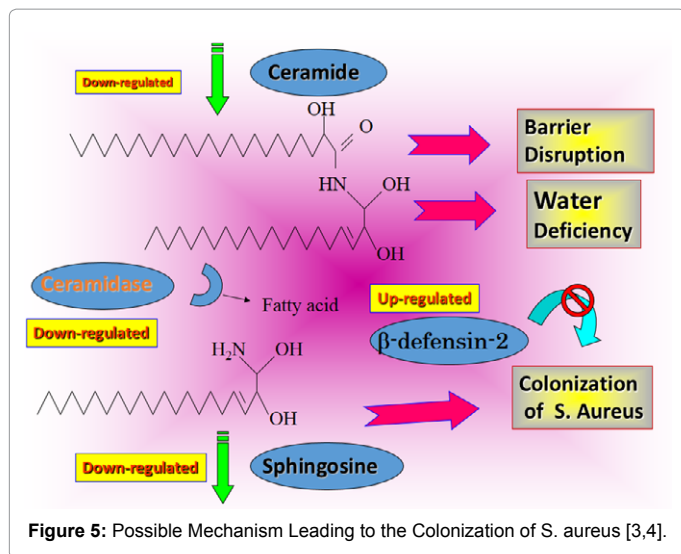 Down-regulated
Ceramide
OH
O
Barrier
Disruption
HN
OH
Water
Deficiency
OH
Ceramidase
Fatty acid
Up-regulated
Down-regulated
β-defensin-2
H₂N
OH
Colonization
of S. Aureus
OH
Down-regulated
Sphingosine
Figure 5: Possible Mechanism Leading to the Colonization of S. aureus [3,4].